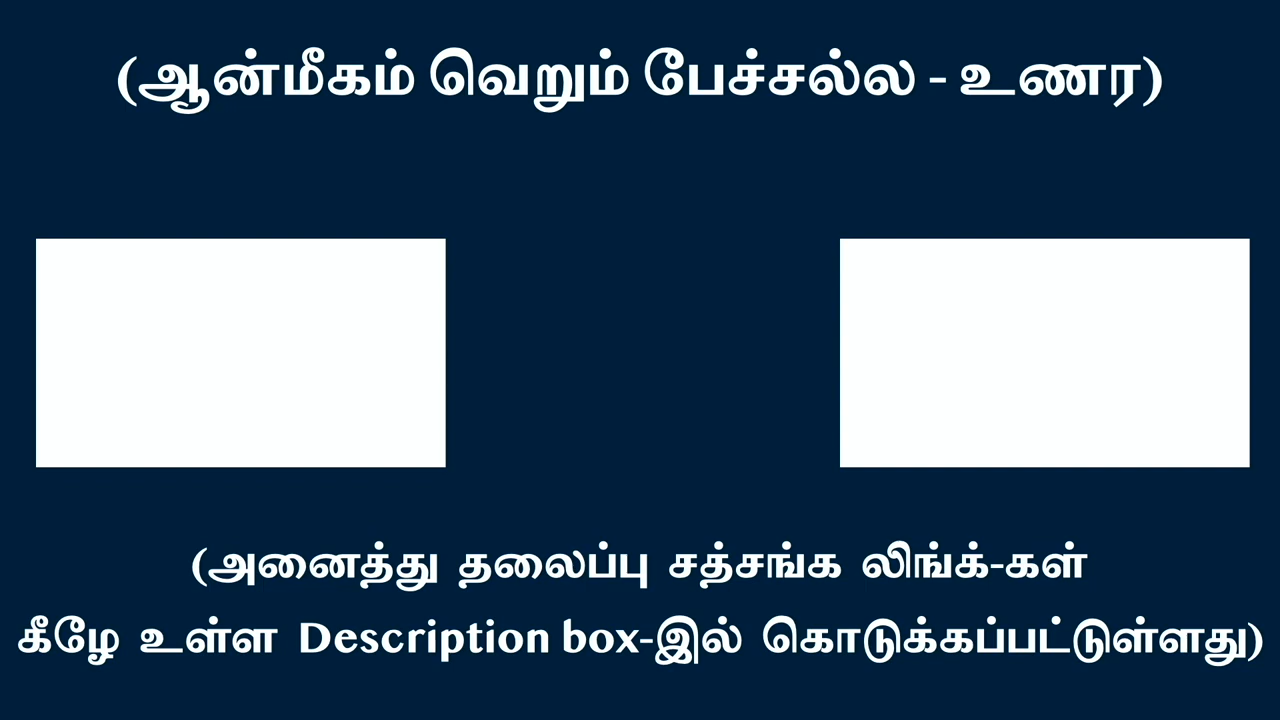 (ஆன்மீகம் வெறும் பேச்சல்ல - உணர)
(அனைத்து தலைப்பு சத்சங்க லிங்க்-கள்
கீழே உள்ள Description box-இல் கொடுக்கப்பட்டுள்ளது)